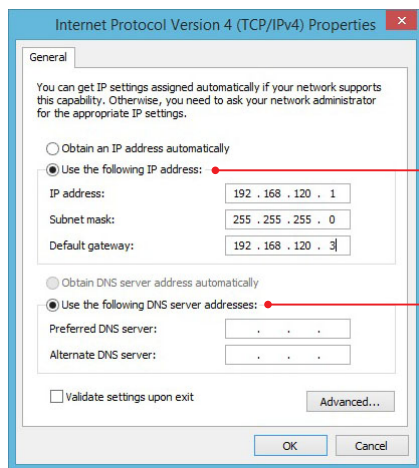 Internet Protocol Version 4 (TCP/IPv4) Properties
General
You can get IP settings assigned automatically if your network supports
this capability. Otherwise, you need to ask your network administrator
for the appropriate IP settings.
Obtain an IP address automatically
Use the following IP address:
IP address: 192 . 168 . 120 . 1
Subnet mask: 255 . 255 . 255 . 0
Default gateway: 192 . 168 . 120 . 3
Obtain DNS server address automatically
Use the following DNS server addresses:
Preferred DNS server: . . .
Alternate DNS server: . . .
Validate settings upon exit
Advanced...
OK Cancel